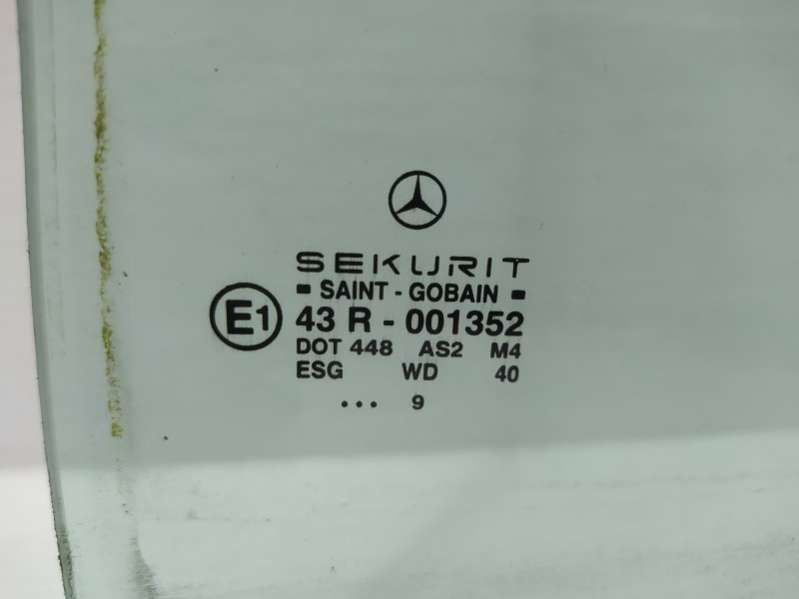 SEKURIT
- SAINT - GOBAIN -
E1 43 R - 001352
DOT 448 AS2 M4
ESG WD 40
... 9